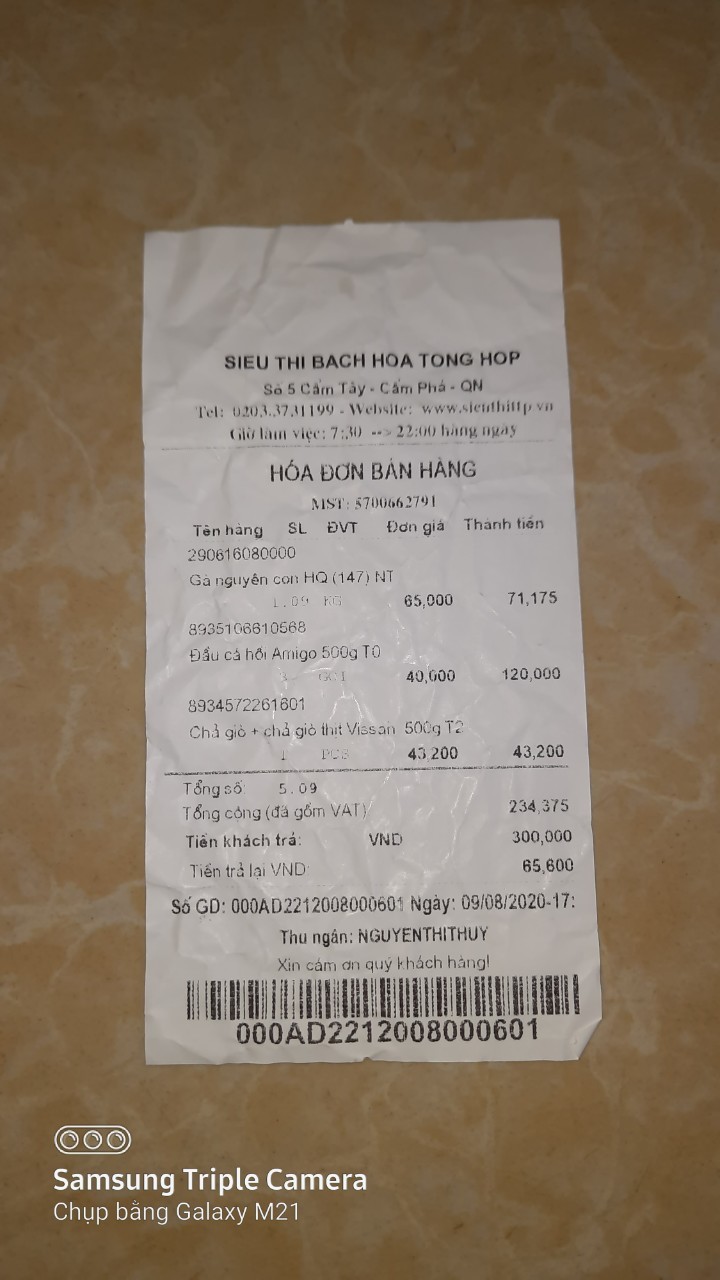 SIEU THI BACH HOA TONG HOP
Số 5 Cẩm Tây - Cẩm Phả - QN
Tel: 0203.3731199 - Website: www.sieuthittp.vn
Giờ làm việc: 7:30 --> 22:00 hàng ngày
HÓA ĐƠN BÁN HÀNG
MST: 5700662791
Tên hàng SL ĐVT Đơn giá Thành tiền
290616080000
Gà nguyên con HQ (147) NT
1.09 KG 65,000 71,175
8935106610568
Đầu cá hồi Amigo 500g T0
3 GOI 40,000 120,000
8934572261601
Chả giò + chả giò thịt Vissan 500g T2
1 PCS 43,200 43,200
Tổng số: 5.09
Tổng cộng (đã gồm VAT) 234,375
Tiền khách trả: VND 300,000
Tiền trả lại VND: 65,600
Số GD: 000AD2212008000601 Ngày: 09/08/2020-17:
Thu ngân: NGUYENTHITHUY
Xin cám ơn quý khách hàng!
000AD2212008000601
Samsung Triple Camera
Chụp bằng Galaxy M21